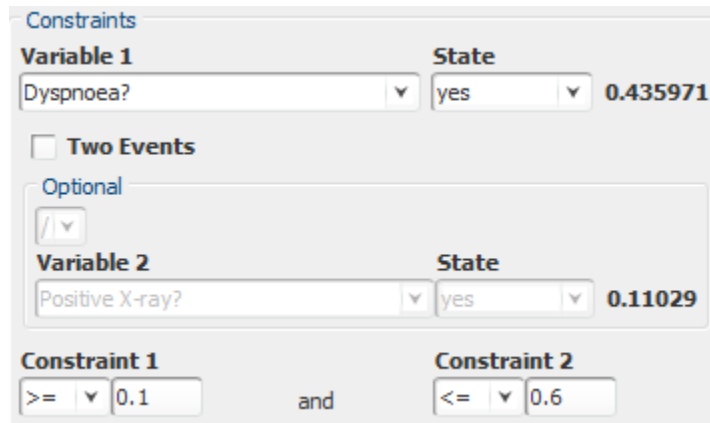 Constraints
Variable 1 State
Dyspnoea? yes 0.435971
Two Events
Optional
/
Variable 2 State
Positive X-ray? yes 0.11029
Constraint 1 Constraint 2
>= 0.1 and <= 0.6